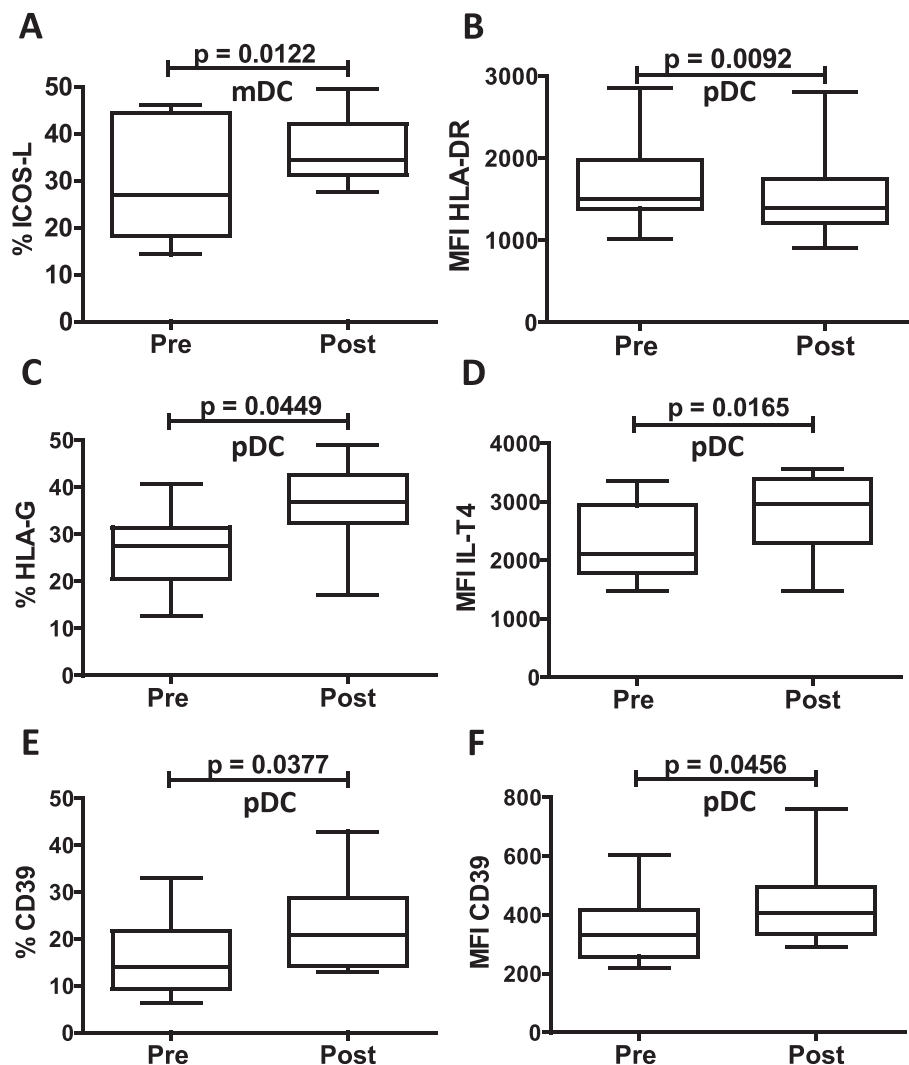 A
p = 0.0122
mDC
% ICOS-L
50
40
30
20
10
0
Pre Post
B
p = 0.0092
pDC
MFI HLA-DR
3000
2000
1000
0
Pre Post
C
p = 0.0449
pDC
% HLA-G
50
40
30
20
10
0
Pre Post
D
p = 0.0165
pDC
MFI IL-T4
4000
3000
2000
1000
0
Pre Post
E
p = 0.0377
pDC
% CD39
50
40
30
20
10
0
Pre Post
F
p = 0.0456
pDC
MFI CD39
800
600
400
200
0
Pre Post